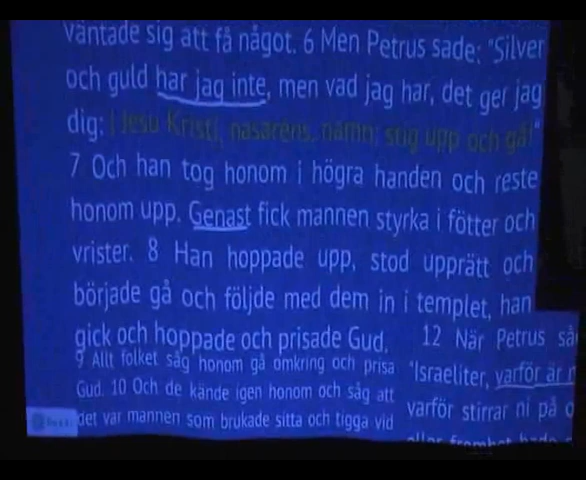 väntade sig att få något. 6 Men Petrus sade: "Silver
och guld har jag inte, men vad jag har, det ger jag
dig: I Jesu Kristi, nasaréns, namn: stig upp och gå!"
7 Och han tog honom i högra handen och reste
honom upp. Genast fick mannen styrka i fötter och
vrister. 8 Han hoppade upp, stod upprätt och
började gå och följde med dem in i templet, han
gick och hoppade och prisade Gud.
9 Allt folket såg honom gå omkring och prisa
Gud. 10 Och de kände igen honom och såg att
det var mannen som brukade sitta och tigga vid
12 När Petrus så
"Israeliter, varför är
varför stirrar ni på